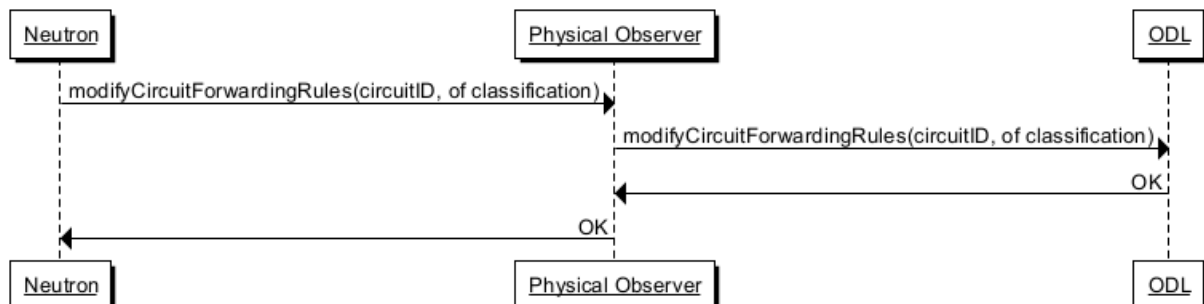 Neutron
Physical Observer
ODL
modifyCircuitForwardingRules(circuitID, of classification)
modifyCircuitForwardingRules(circuitID, of classification)
OK
OK
Neutron
Physical Observer
ODL